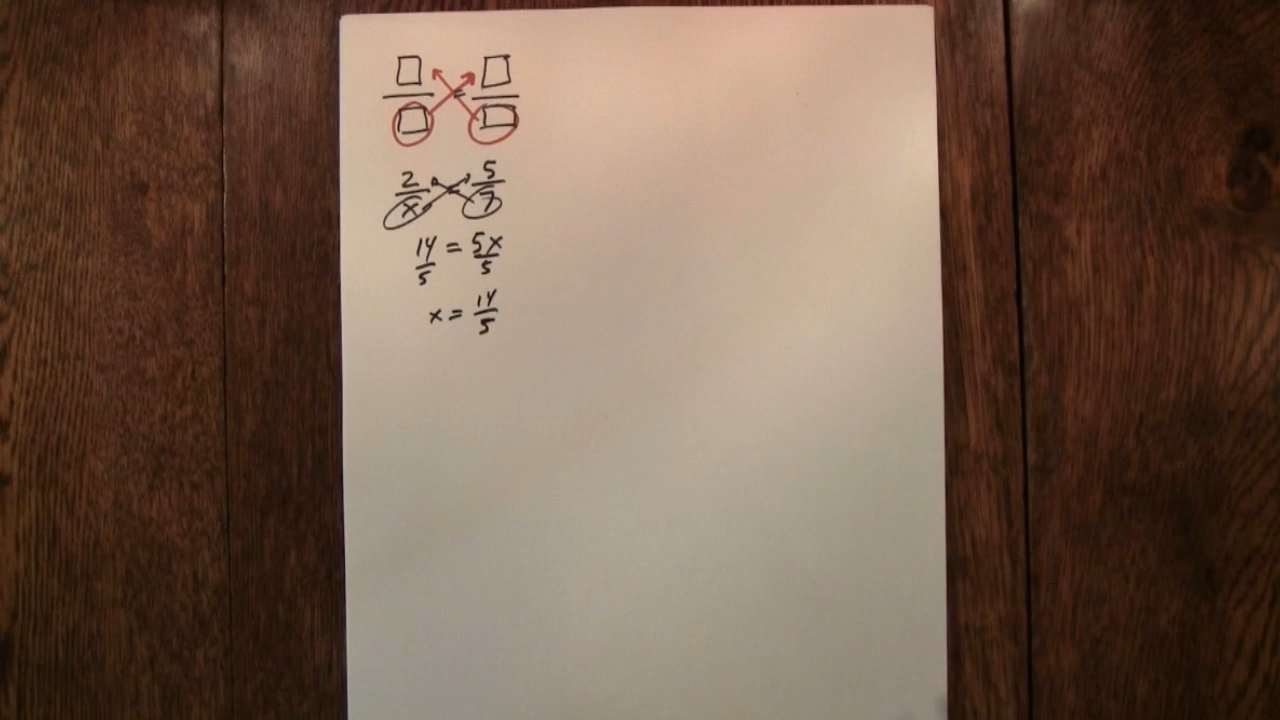 □/□ = □/□
2/x = 5/7
14/5 = 5x/5
x = 14/5